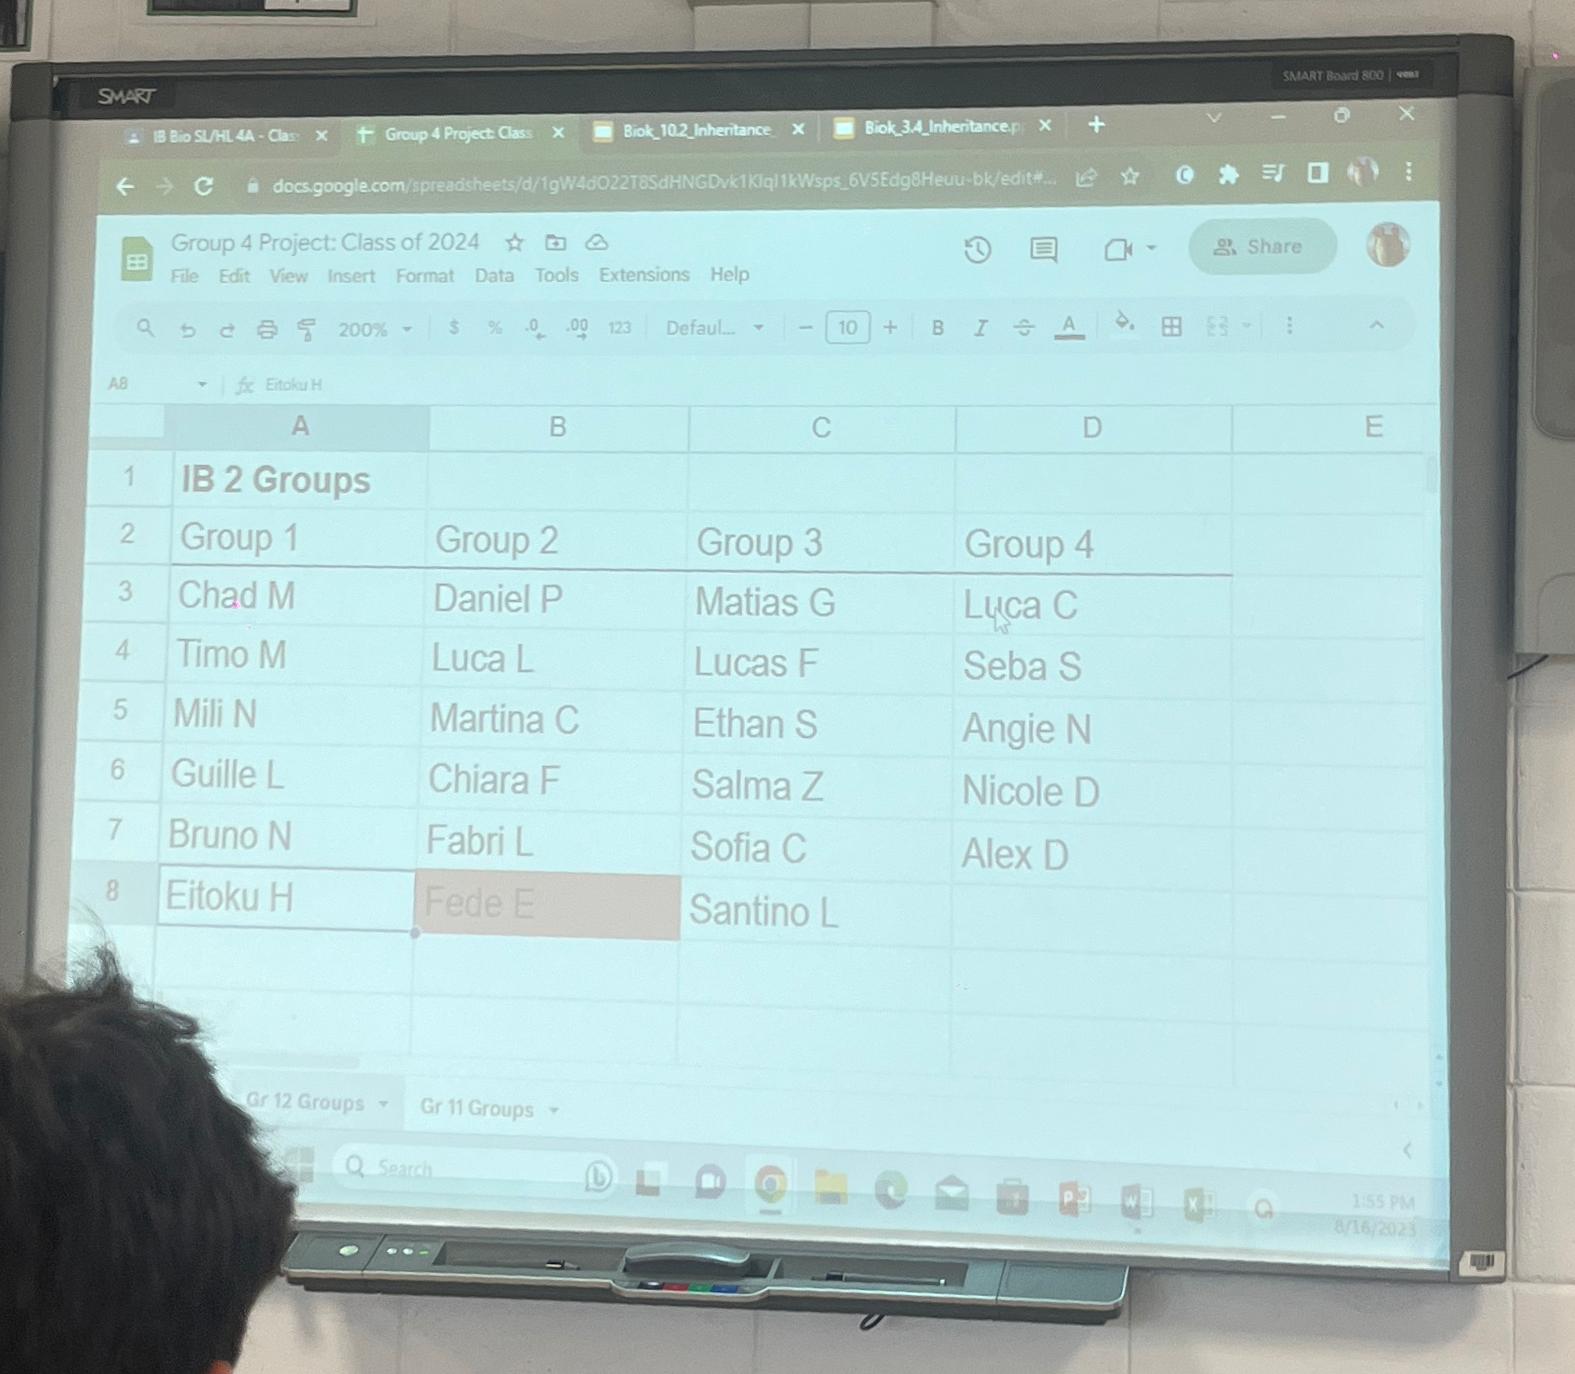 SMART
SMART Board 800
IB Bio SL/HL 4A - Clas
Group 4 Project: Class
Biok_10.2_Inheritance
Biok_3.4_Inheritance.p
docs.google.com/spreadsheets/d/1gW4dO22T8SdHNGDvk1KIqI1kWsps_6V5Edg8Heuu-bk/edit#...
Group 4 Project: Class of 2024
Share
File Edit View Insert Format Data Tools Extensions Help
200% $ % .0 .00 123 Defaul... - 10 + B I A
A8 fx Eitoku H
A B C D E
1 IB 2 Groups
2 Group 1 Group 2 Group 3 Group 4
3 Chad M Daniel P Matias G Luca C
4 Timo M Luca L Lucas F Seba S
5 Mili N Martina C Ethan S Angie N
6 Guille L Chiara F Salma Z Nicole D
7 Bruno N Fabri L Sofia C Alex D
8 Eitoku H Fede E Santino L
Gr 12 Groups Gr 11 Groups
Search
1:55 PM
8/16/2023